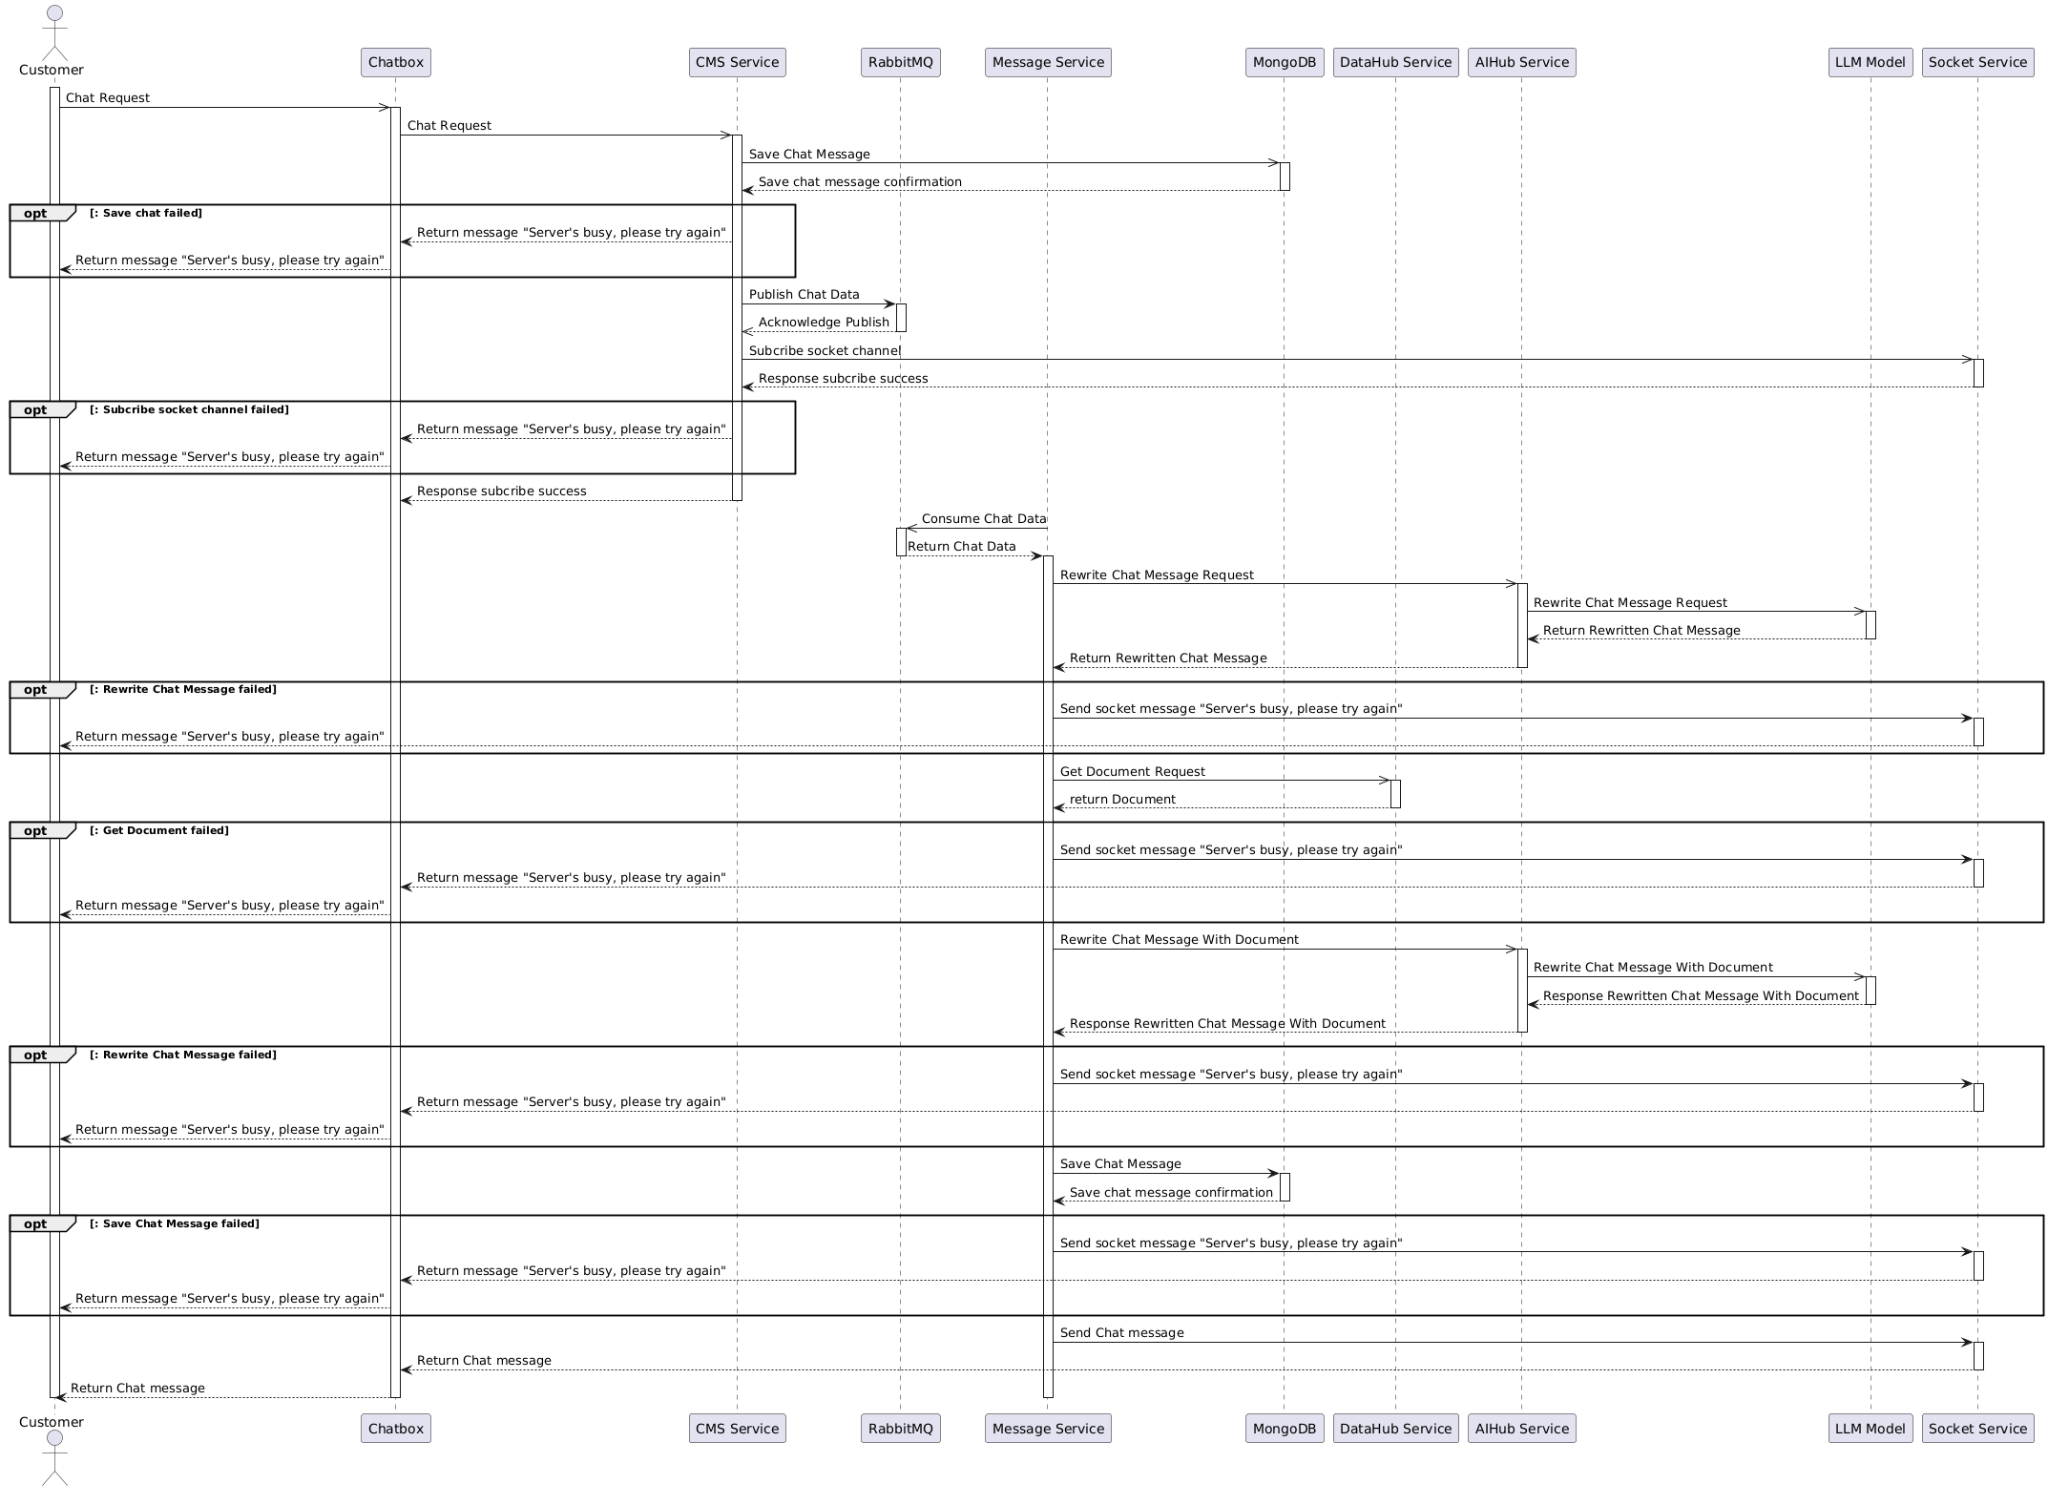 Customer
Chatbox
CMS Service
RabbitMQ
Message Service
MongoDB
DataHub Service
AIHub Service
LLM Model
Socket Service
Chat Request
Chat Request
Save Chat Message
Save chat message confirmation
opt
[: Save chat failed]
Return message "Server's busy, please try again"
Return message "Server's busy, please try again"
Publish Chat Data
Acknowledge Publish
Subcribe socket channel
Response subcribe success
opt
[: Subcribe socket channel failed]
Return message "Server's busy, please try again"
Return message "Server's busy, please try again"
Response subcribe success
Consume Chat Data
Return Chat Data
Rewrite Chat Message Request
Rewrite Chat Message Request
Return Rewritten Chat Message
Return Rewritten Chat Message
opt
[: Rewrite Chat Message failed]
Send socket message "Server's busy, please try again"
Return message "Server's busy, please try again"
Get Document Request
return Document
opt
[: Get Document failed]
Send socket message "Server's busy, please try again"
Return message "Server's busy, please try again"
Return message "Server's busy, please try again"
Rewrite Chat Message With Document
Rewrite Chat Message With Document
Response Rewritten Chat Message With Document
Response Rewritten Chat Message With Document
opt
[: Rewrite Chat Message failed]
Send socket message "Server's busy, please try again"
Return message "Server's busy, please try again"
Return message "Server's busy, please try again"
Save Chat Message
Save chat message confirmation
opt
[: Save Chat Message failed]
Send socket message "Server's busy, please try again"
Return message "Server's busy, please try again"
Return message "Server's busy, please try again"
Send Chat message
Return Chat message
Return Chat message
Customer
Chatbox
CMS Service
RabbitMQ
Message Service
MongoDB
DataHub Service
AIHub Service
LLM Model
Socket Service